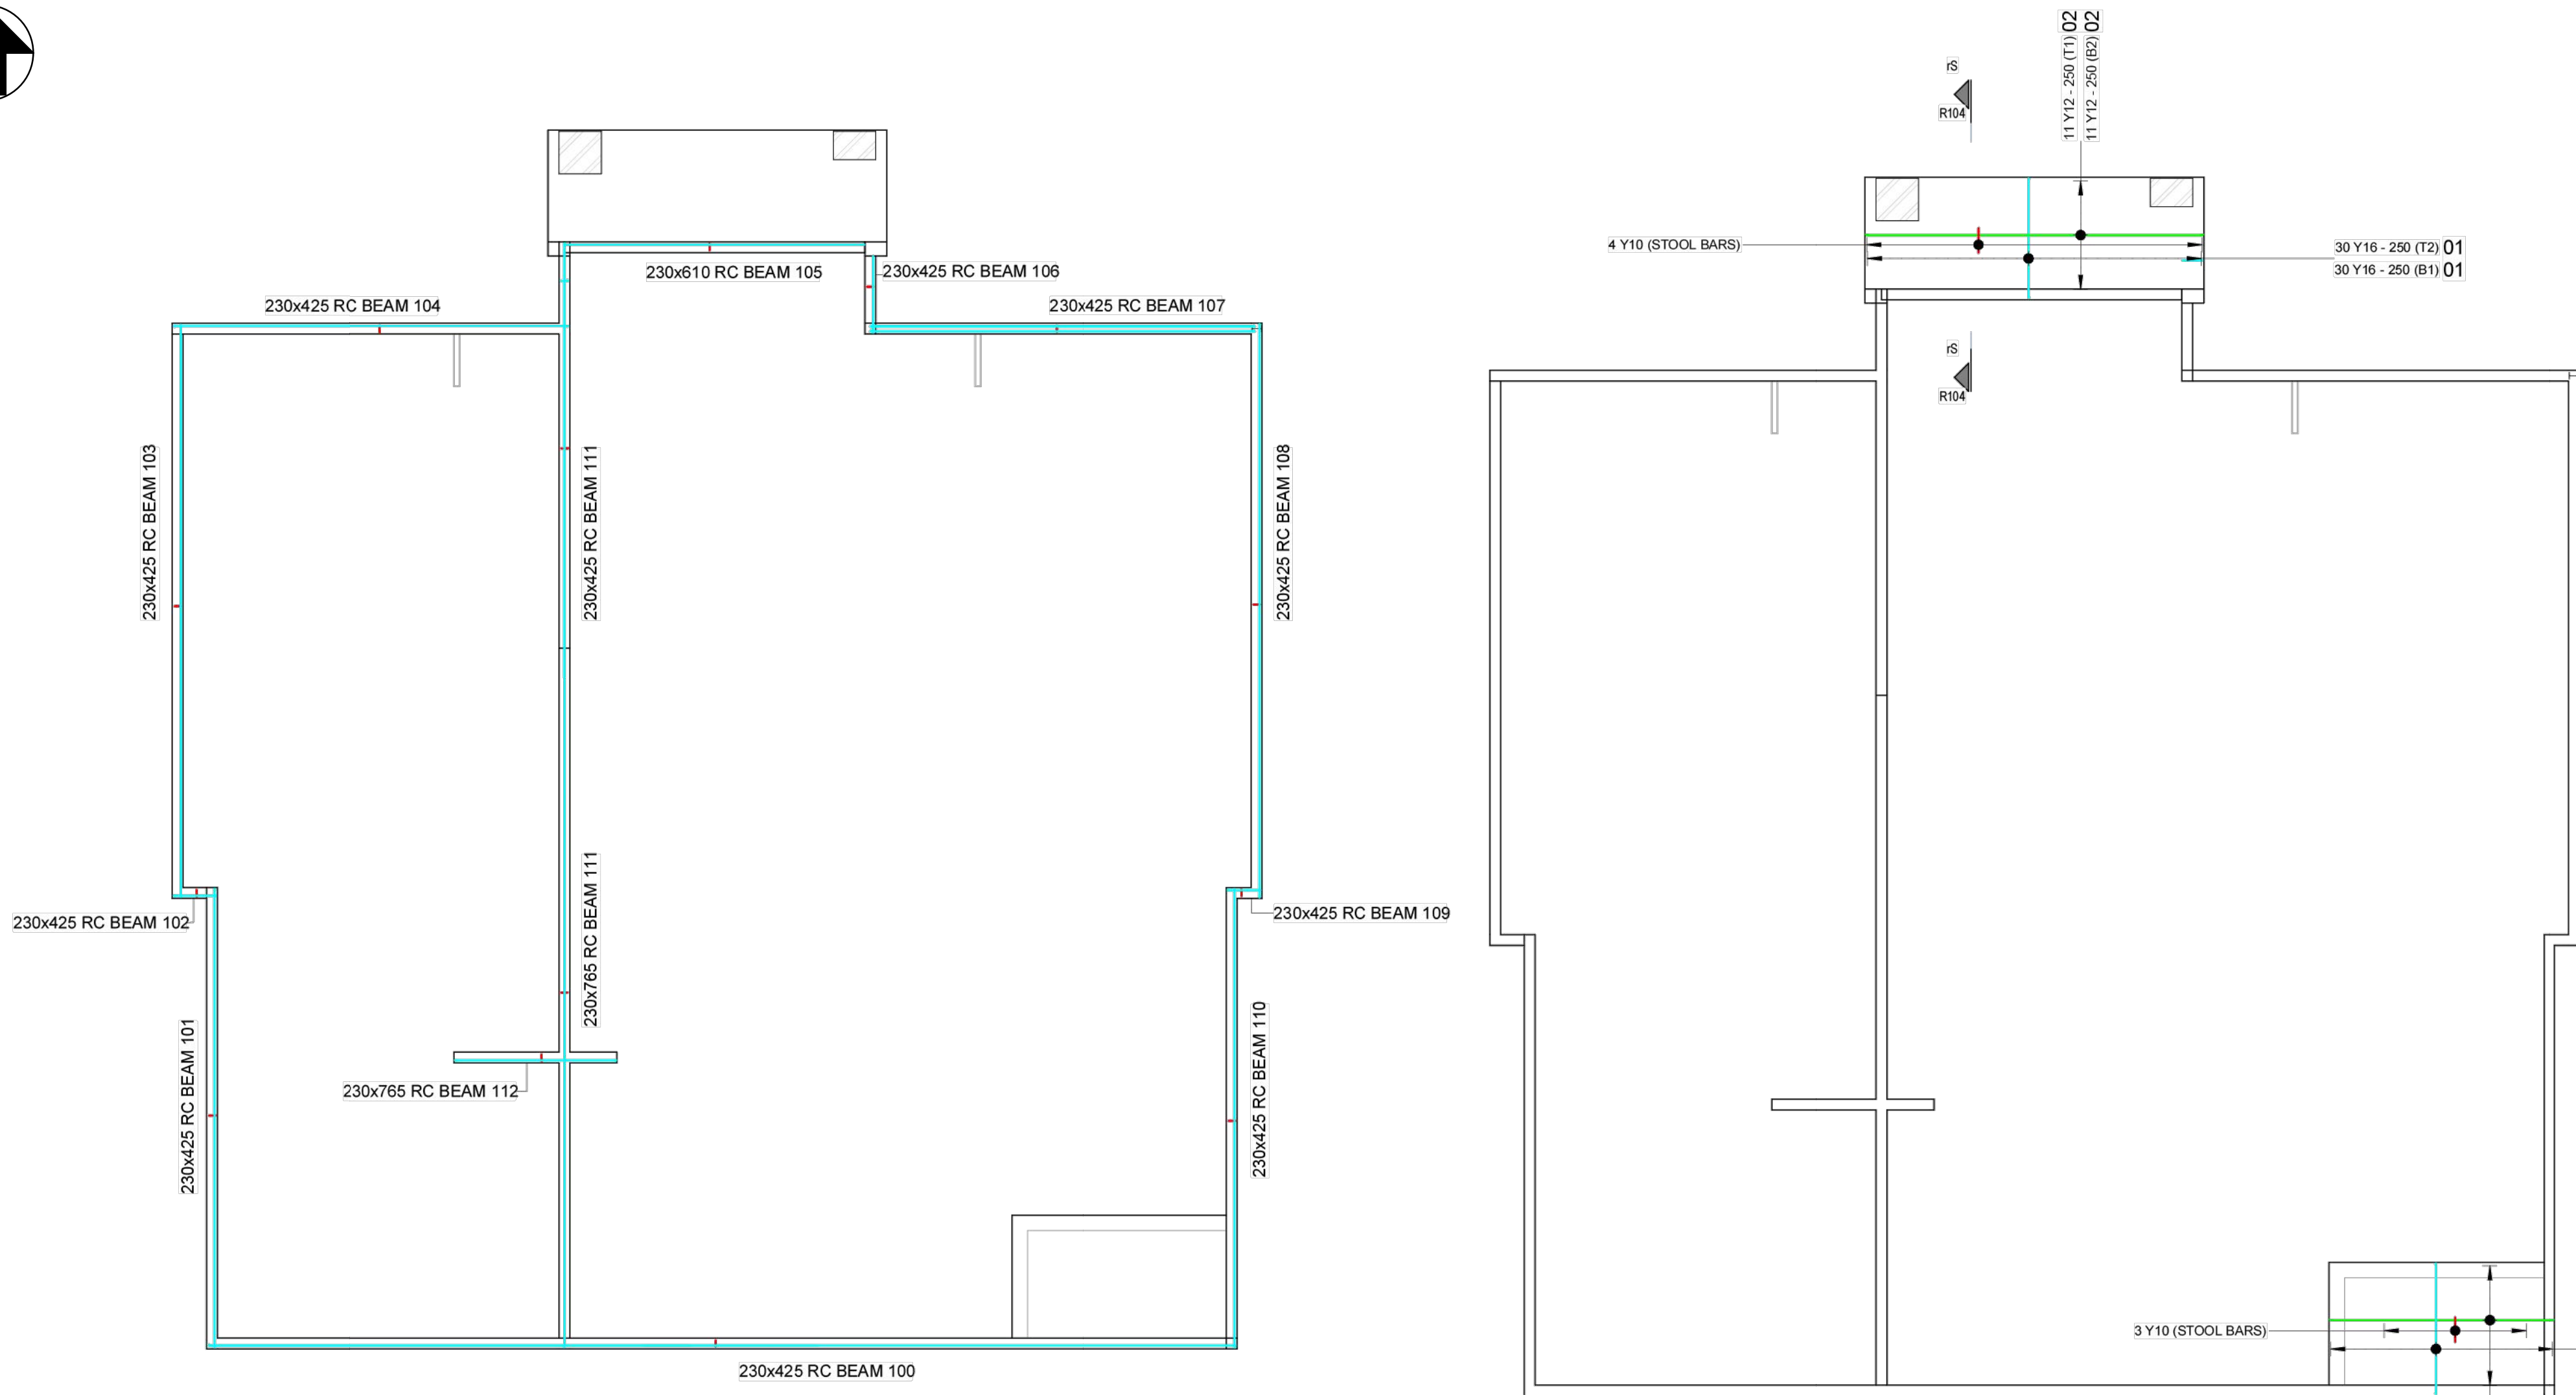 230x610 RC BEAM 105
230x425 RC BEAM 106
230x425 RC BEAM 104
230x425 RC BEAM 107
230x425 RC BEAM 103
230x425 RC BEAM 111
230x425 RC BEAM 108
230x765 RC BEAM 111
230x425 RC BEAM 102
230x425 RC BEAM 109
230x425 RC BEAM 101
230x765 RC BEAM 112
230x425 RC BEAM 110
230x425 RC BEAM 100
11 Y12 - 250 (T1) 02
11 Y12 - 250 (B2) 02
rS
R104
4 Y10 (STOOL BARS)
30 Y16 - 250 (T2) 01
30 Y16 - 250 (B1) 01
rS
R104
3 Y10 (STOOL BARS)